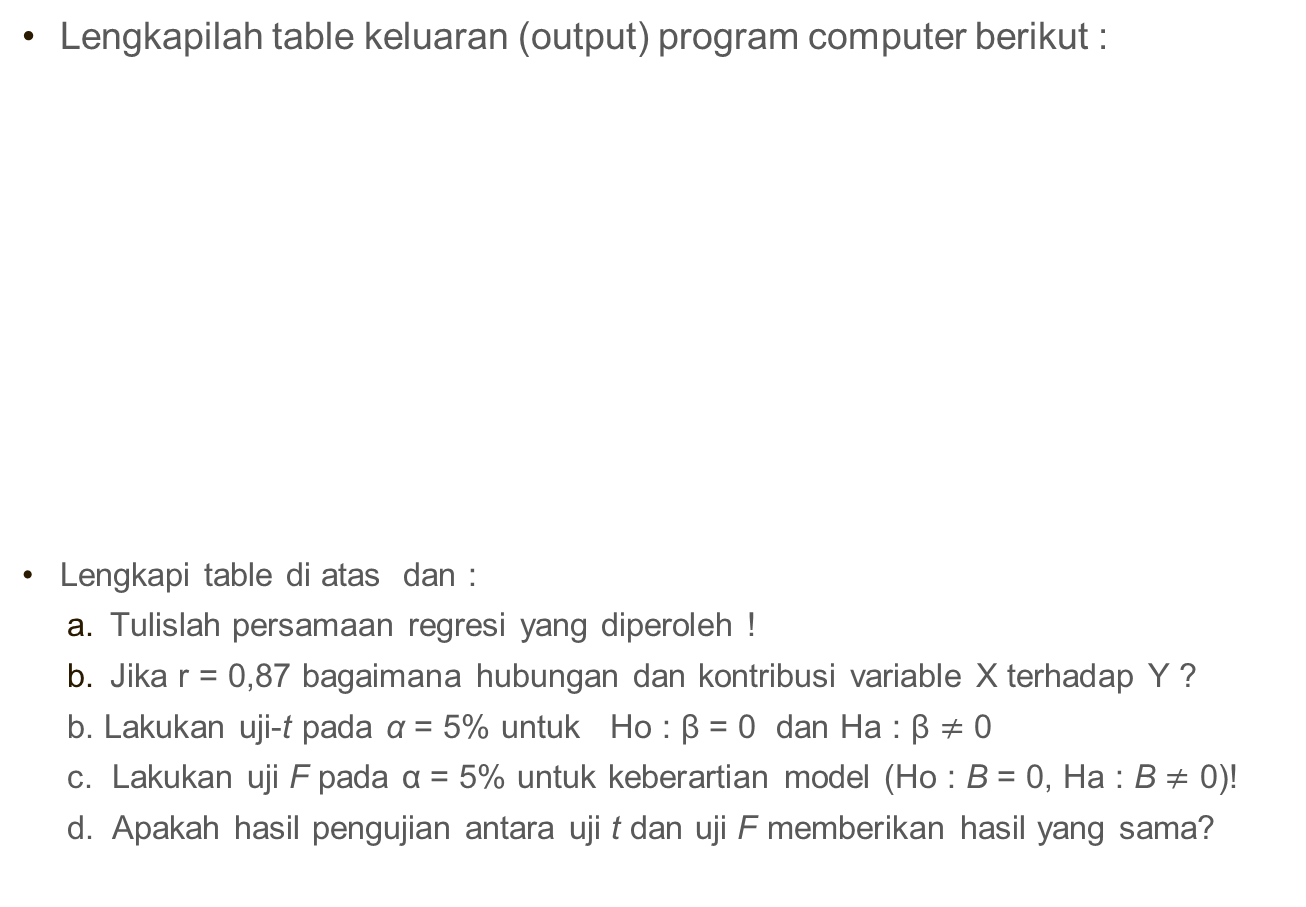 • Lengkapilah table keluaran (output) program computer berikut :
• Lengkapi table di atas dan :
a. Tulislah persamaan regresi yang diperoleh !
b. Jika r = 0,87 bagaimana hubungan dan kontribusi variable X terhadap Y ?
b. Lakukan uji-t pada α = 5% untuk Ho : β = 0 dan Ha : β ≠ 0
c. Lakukan uji F pada α = 5% untuk keberartian model (Ho : B = 0, Ha : B ≠ 0)!
d. Apakah hasil pengujian antara uji t dan uji F memberikan hasil yang sama?